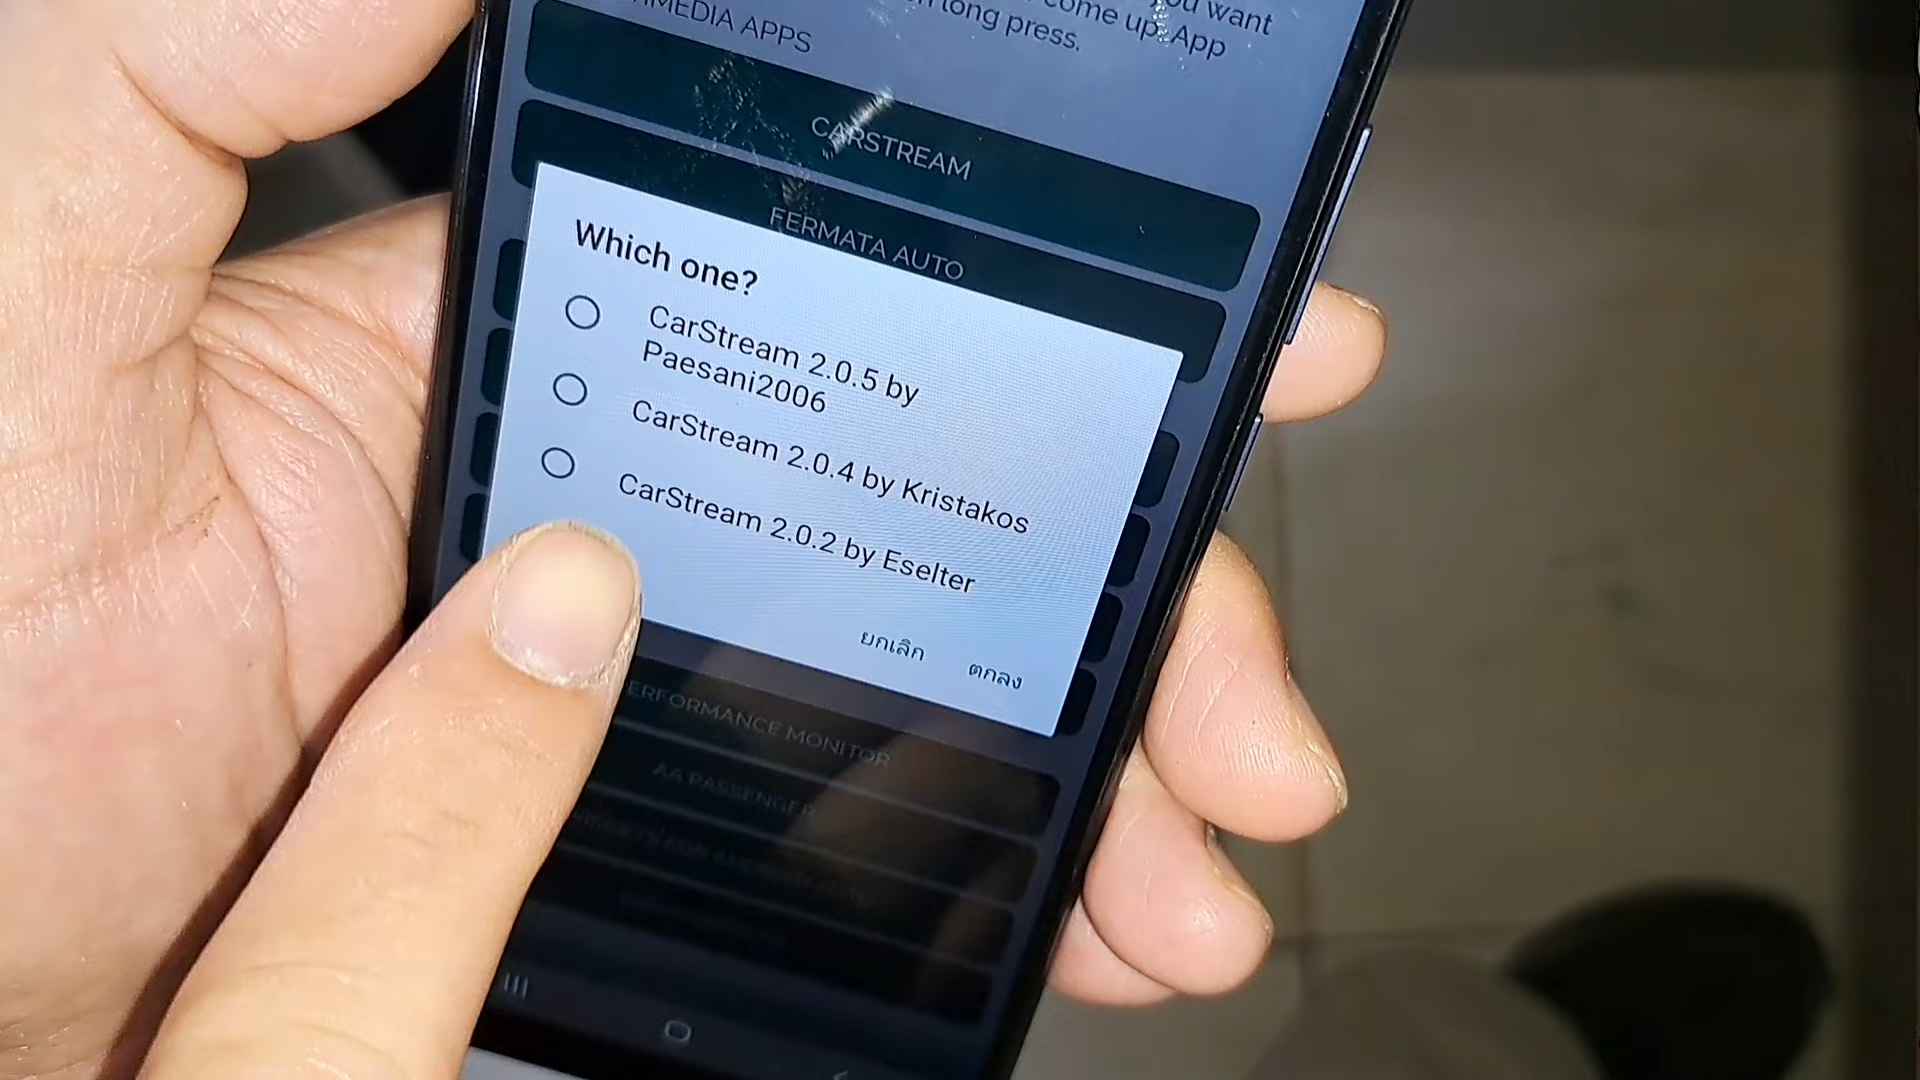 ou want
come up. App
long press.
MEDIA APPS
CARSTREAM
FERMATA AUTO
Which one?
CarStream 2.0.5 by
Paesani2006
CarStream 2.0.4 by Kristakos
CarStream 2.0.2 by Eselter
ยกเลิก ตกลง
ERFORMANCE MONITOR
AA PASSENGER